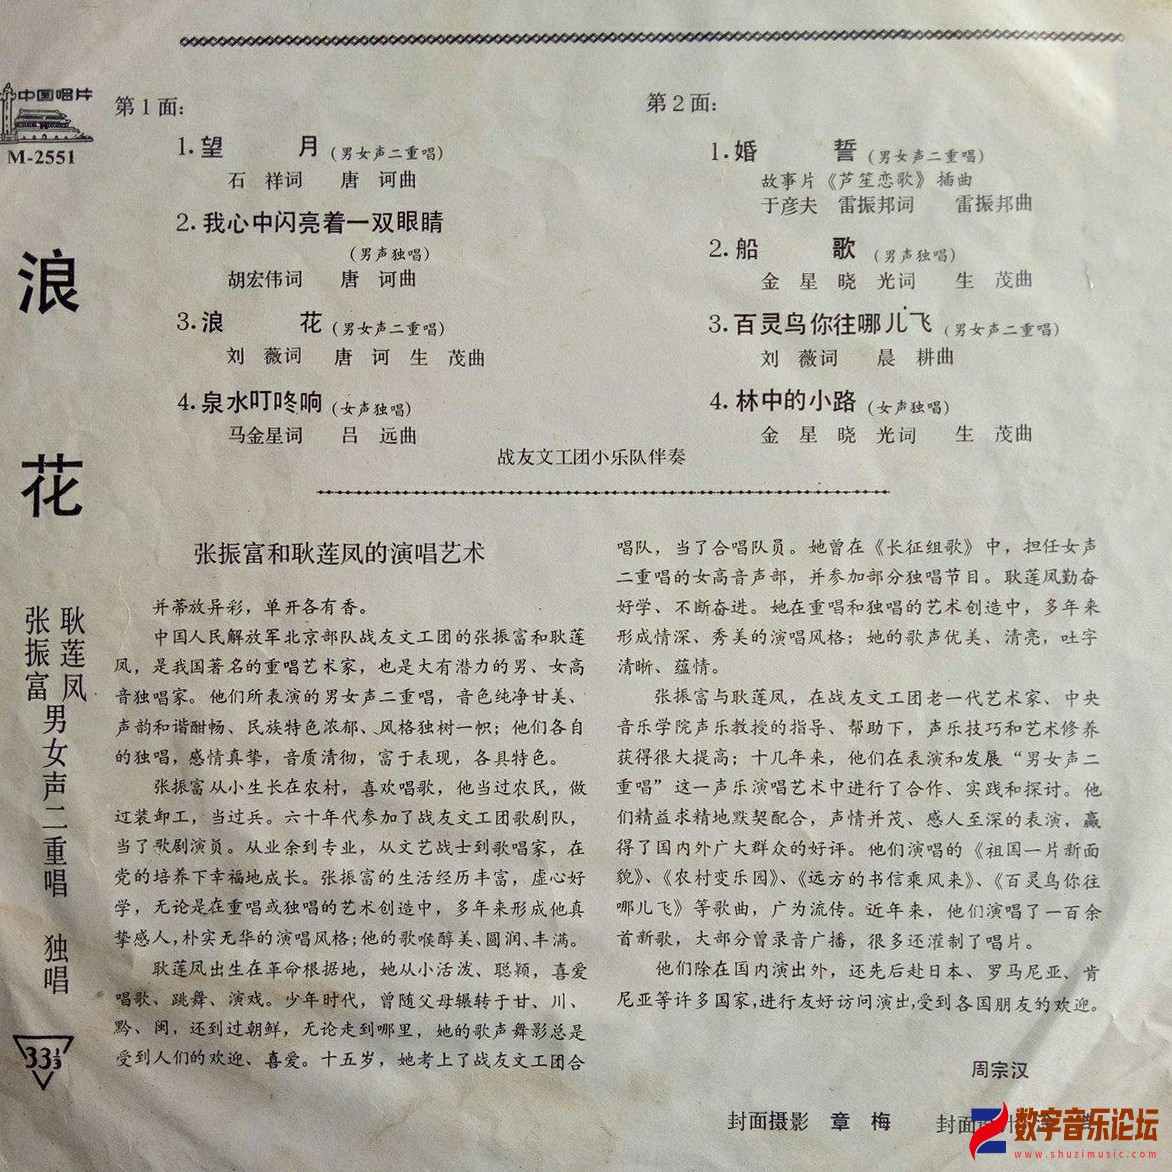 中国唱片
M-2551
浪花
张振富
耿莲凤
男女声二重唱 独唱
33⅓
第1面:
1.望 月 (男女声二重唱)
石 祥词 唐 诃曲
2.我心中闪亮着一双眼睛
(男声独唱)
胡宏伟词 唐 诃曲
3.浪 花 (男女声二重唱)
刘 薇词 唐 诃 生 茂曲
4.泉水叮咚响 (女声独唱)
马金星词 吕 远曲
第2面:
1.婚 誓 (男女声二重唱)
故事片《芦笙恋歌》插曲
于彦夫 雷振邦词 雷振邦曲
2.船 歌 (男声独唱)
金 星 晓 光词 生 茂曲
3.百灵鸟你往哪儿飞 (男女声二重唱)
刘 薇词 晨 耕曲
4.林中的小路 (女声独唱)
金 星 晓 光词 生 茂曲
战友文工团小乐队伴奏
张振富和耿莲凤的演唱艺术
并蒂放异彩，单开各有香。
中国人民解放军北京部队战友文工团的张振富和耿莲
凤，是我国著名的重唱艺术家，也是大有潜力的男、女高
音独唱家。他们所表演的男女声二重唱，音色纯净甘美、
声韵和谐酣畅、民族特色浓郁、风格独树一帜；他们各自
的独唱，感情真挚，音质清彻，富于表现，各具特色。
张振富从小生长在农村，喜欢唱歌，他当过农民，做
过装卸工，当过兵。六十年代参加了战友文工团歌剧队，
当了歌剧演员。从业余到专业，从文艺战士到歌唱家，在
党的培养下幸福地成长。张振富的生活经历丰富，虚心好
学，无论是在重唱或独唱的艺术创造中，多年来形成他真
挚感人，朴实无华的演唱风格；他的歌喉醇美、圆润、丰满。
耿莲凤出生在革命根据地，她从小活泼、聪颖，喜爱
唱歌、跳舞、演戏。少年时代，曾随父母辗转于甘、川、
黔、闽，还到过朝鲜，无论走到哪里，她的歌声舞影总是
受到人们的欢迎、喜爱。十五岁，她考上了战友文工团合
唱队，当了合唱队员。她曾在《长征组歌》中，担任女声
二重唱的女高音声部，并参加部分独唱节目。耿莲凤勤奋
好学、不断奋进。她在重唱和独唱的艺术创造中，多年来
形成情深、秀美的演唱风格；她的歌声优美、清亮，吐字
清晰、蕴情。
张振富与耿莲凤，在战友文工团老一代艺术家、中央
音乐学院声乐教授的指导、帮助下，声乐技巧和艺术修养
获得很大提高；十几年来，他们在表演和发展“男女声二
重唱”这一声乐演唱艺术中进行了合作、实践和探讨。他
们精益求精地默契配合，声情并茂、感人至深的表演，赢
得了国内外广大群众的好评。他们演唱的《祖国一片新面
貌》、《农村变乐园》、《远方的书信乘风来》、《百灵鸟你往
哪儿飞》等歌曲，广为流传。近年来，他们演唱了一百余
首新歌，大部分曾录音广播，很多还灌制了唱片。
他们除在国内演出外，还先后赴日本、罗马尼亚、肯
尼亚等许多国家，进行友好访问演出，受到各国朋友的欢迎。
周宗汉
封面摄影 章 梅 封面
数字音乐论坛
www.shuzimusic.com